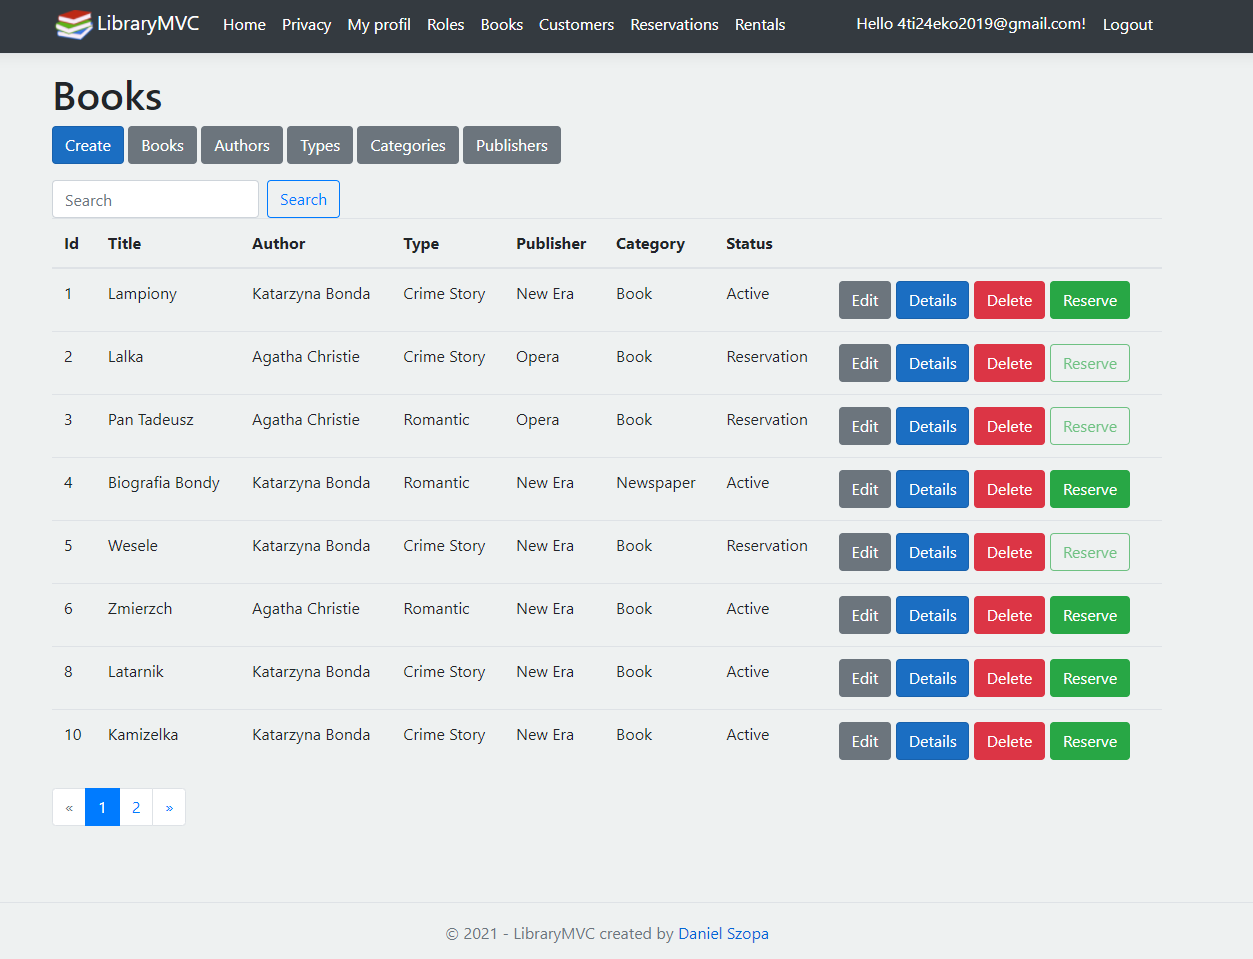 LibraryMVC Home Privacy My profil Roles Books Customers Reservations Rentals Hello 4ti24eko2019@gmail.com! Logout
Books
Create Books Authors Types Categories Publishers
Search Search
Id Title Author Type Publisher Category Status
1 Lampiony Katarzyna Bonda Crime Story New Era Book Active Edit Details Delete Reserve
2 Lalka Agatha Christie Crime Story Opera Book Reservation Edit Details Delete Reserve
3 Pan Tadeusz Agatha Christie Romantic Opera Book Reservation Edit Details Delete Reserve
4 Biografia Bondy Katarzyna Bonda Romantic New Era Newspaper Active Edit Details Delete Reserve
5 Wesele Katarzyna Bonda Crime Story New Era Book Reservation Edit Details Delete Reserve
6 Zmierzch Agatha Christie Romantic New Era Book Active Edit Details Delete Reserve
8 Latarnik Katarzyna Bonda Crime Story New Era Book Active Edit Details Delete Reserve
10 Kamizelka Katarzyna Bonda Crime Story New Era Book Active Edit Details Delete Reserve
« 1 2 »
© 2021 - LibraryMVC created by Daniel Szopa